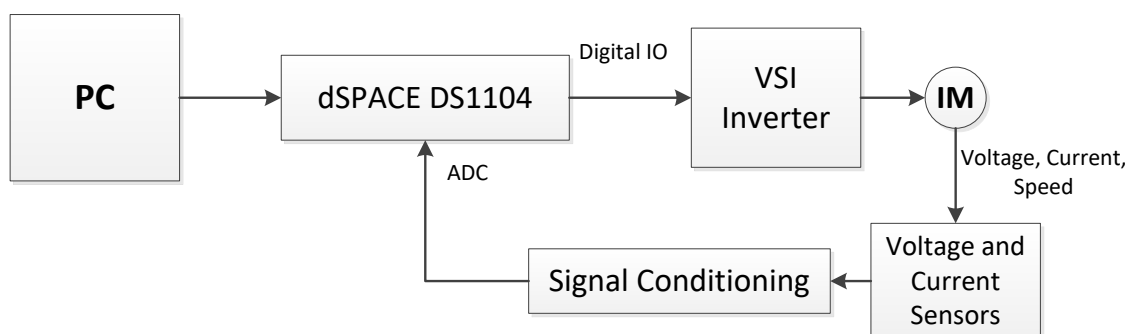 PC
dSPACE DS1104
Digital IO
VSI
Inverter
IM
Voltage, Current,
Speed
ADC
Signal Conditioning
Voltage and
Current
Sensors